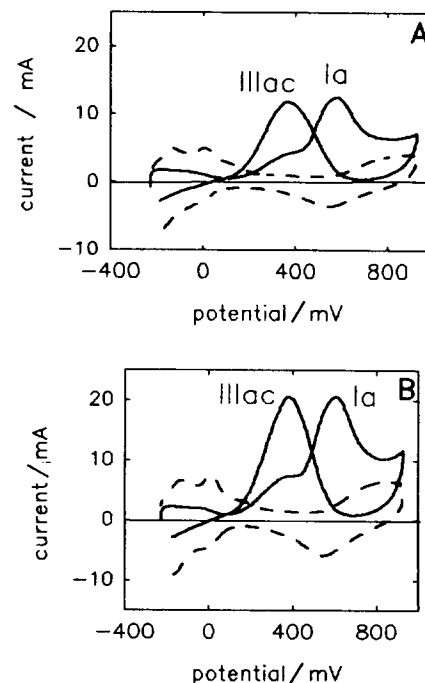 A
IIIac Ia
current / mA
20
10
0
-10
-400 0 400 800
potential/mV
B
IIIac Ia
current/mA
20
10
0
-10
-400 0 400 800
potential/mV